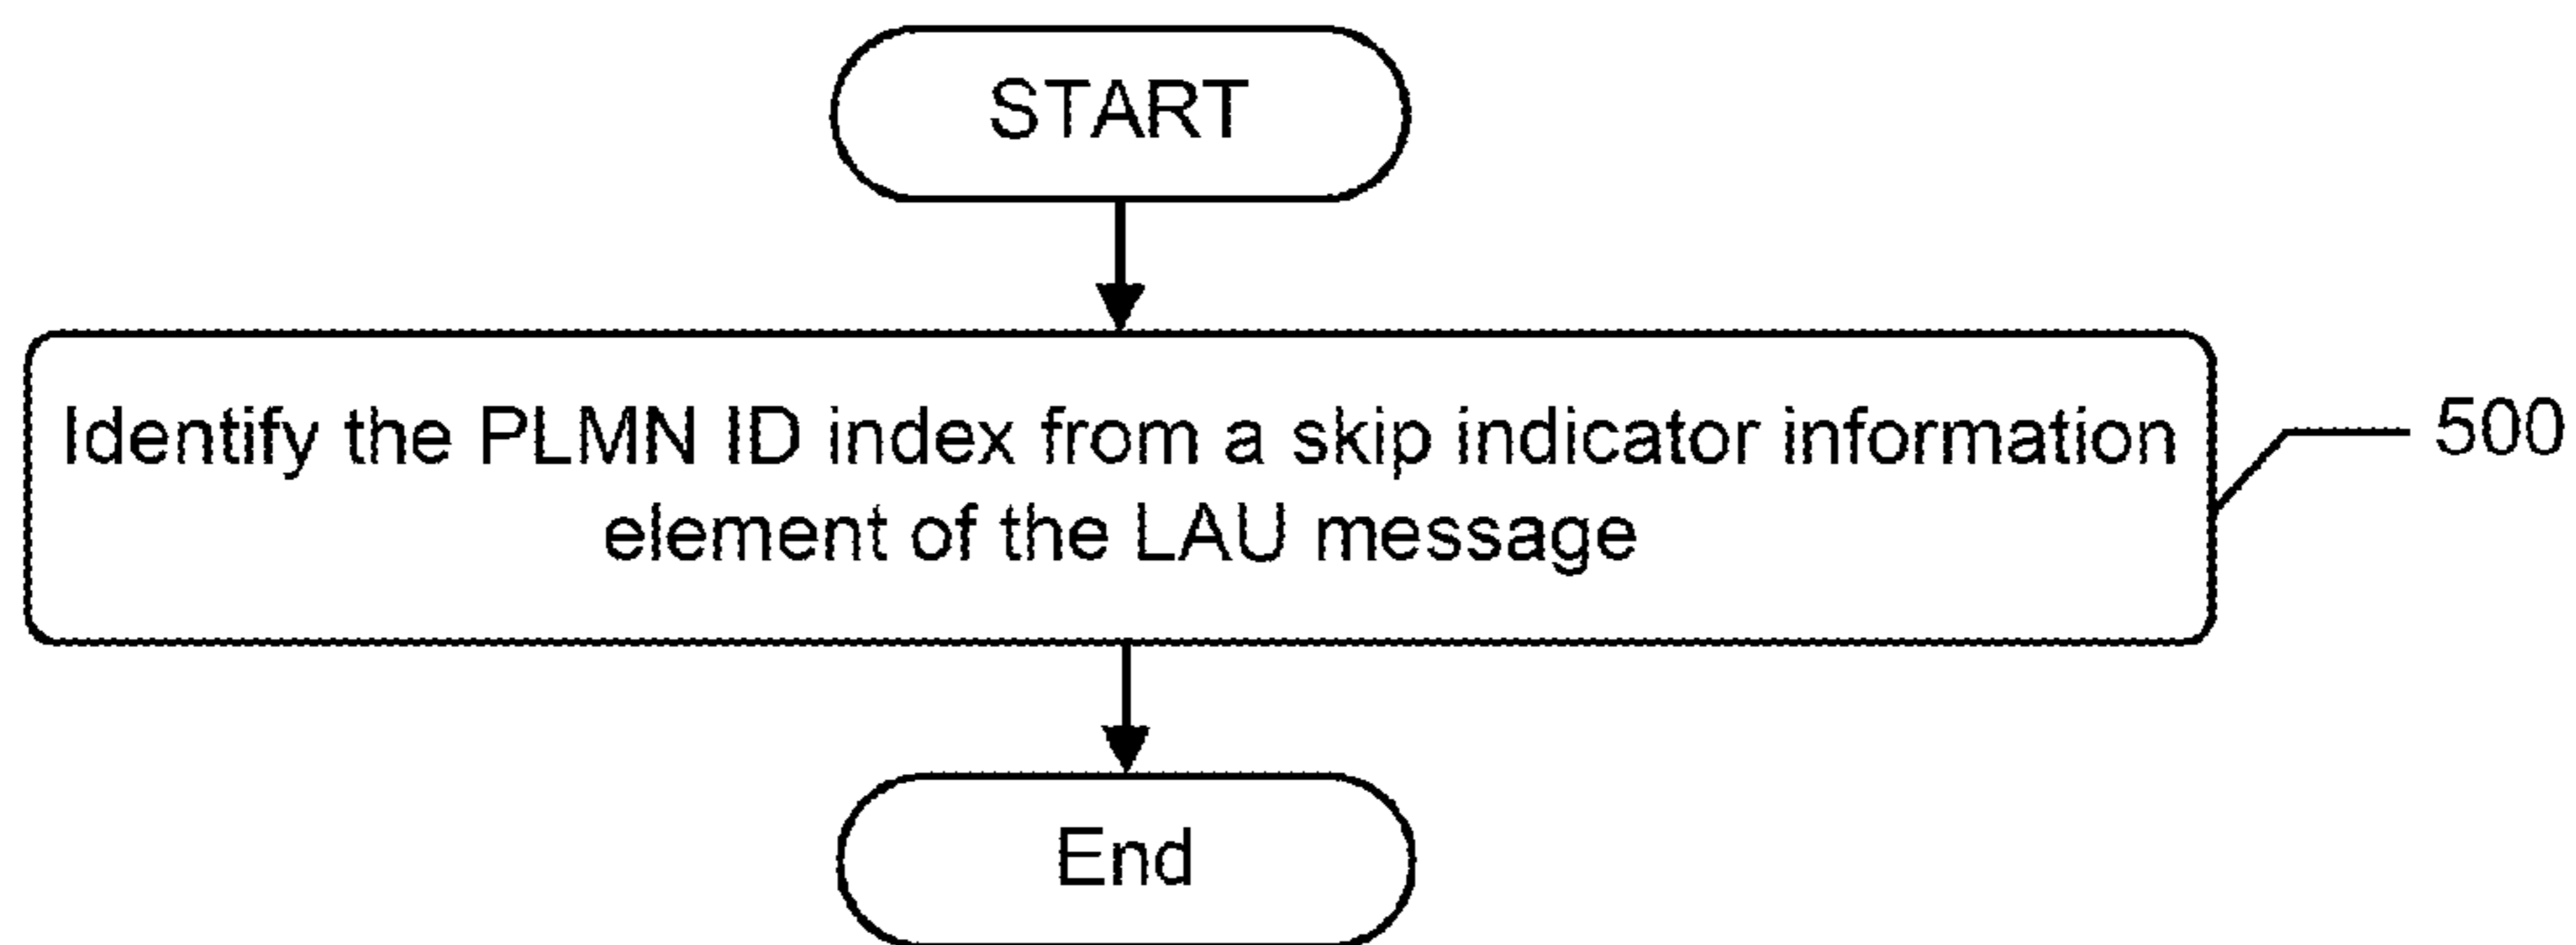 START
Identify the PLMN ID index from a skip indicator information
element of the LAU message
500
End